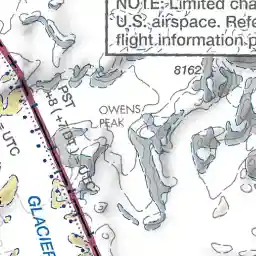 NOTE: Limited cha
U.S. airspace. Refe
flight information p
8162
OWENS
PEAK
PST
UTC
GLACIER